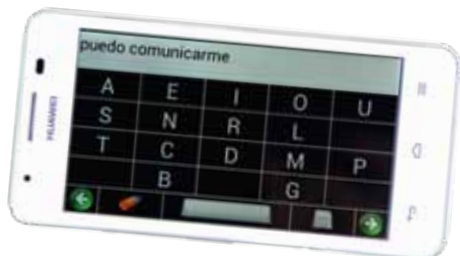 puedo comunicarme
A E I O U
S N R L
T C D M P
B G
HUAWEI